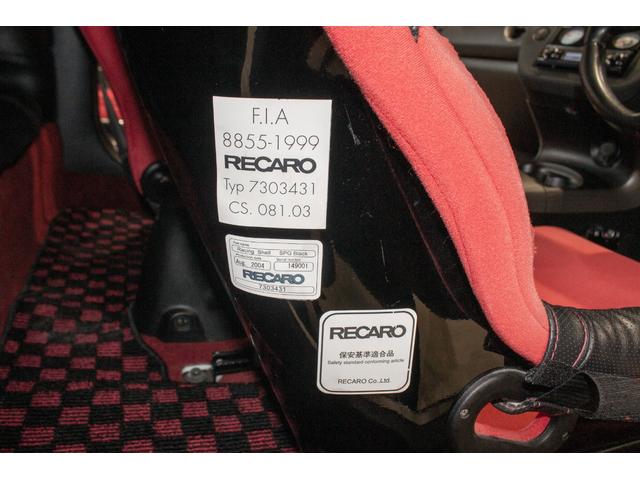 F.I.A
8855-1999
RECARO
Typ 7303431
CS. 081.03
Racing Shell SPG Black
Aug. 2004 149001
RECARO
7303431
RECARO
保安基準適合品
Safety standard conforming article
RECARO Co.,Ltd.